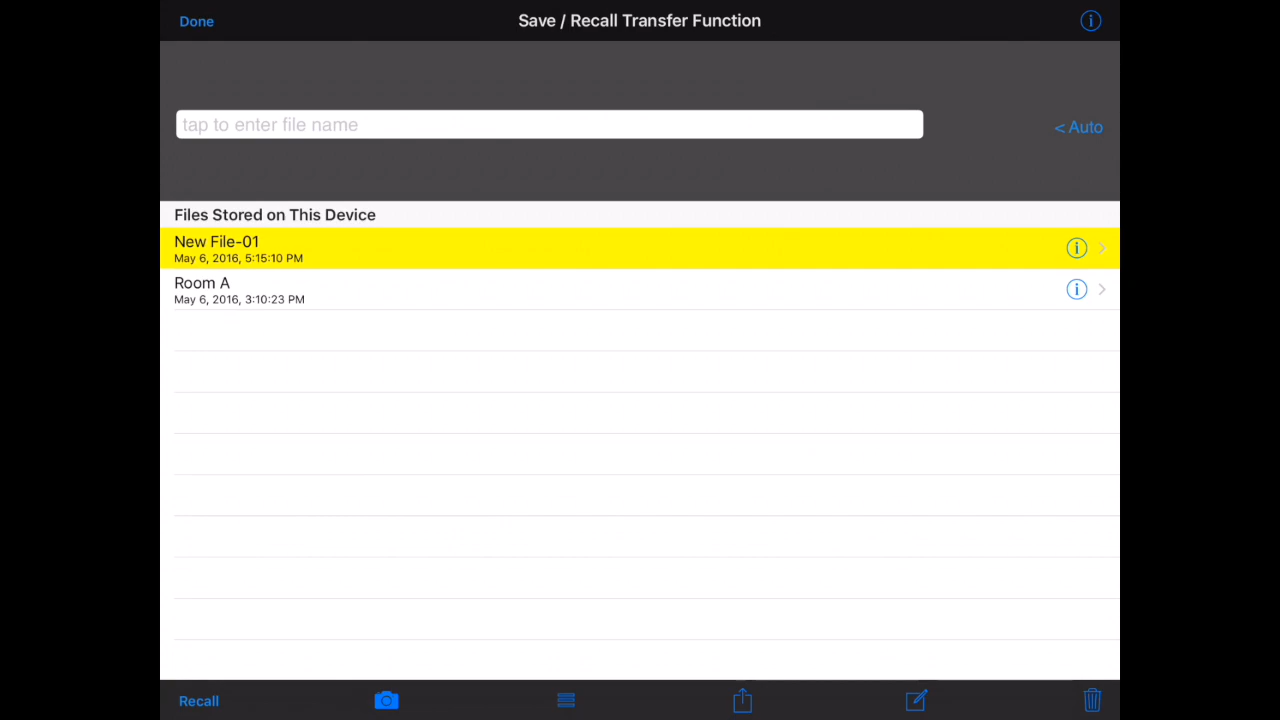 Done
Save / Recall Transfer Function
tap to enter file name
< Auto
Files Stored on This Device
New File-01
May 6, 2016, 5:15:10 PM
Room A
May 6, 2016, 3:10:23 PM
Recall